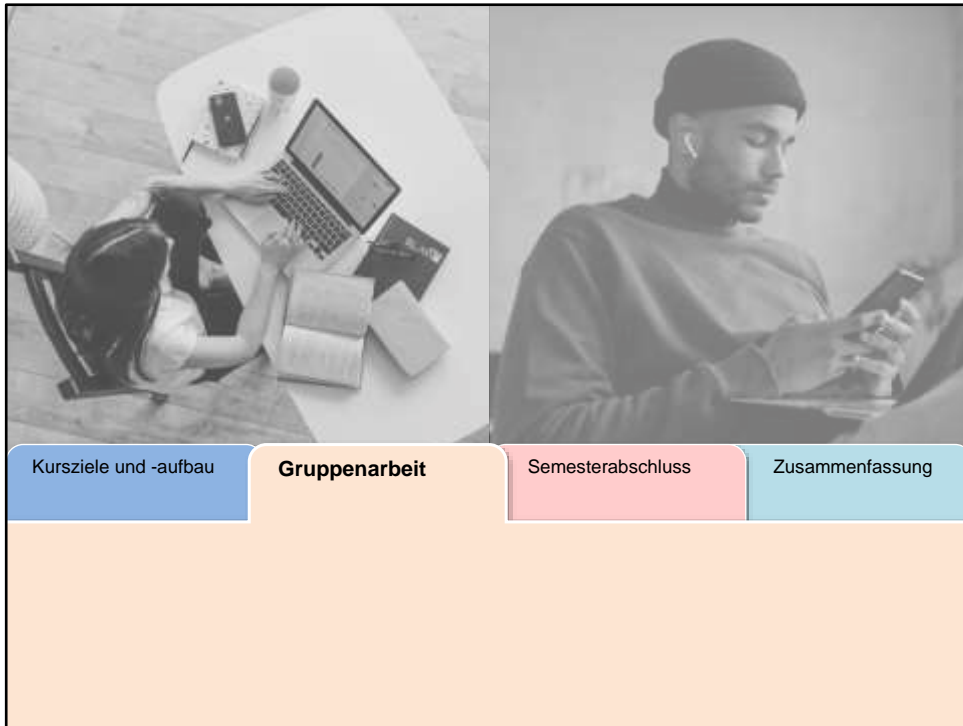 Kursziele und -aufbau
Gruppenarbeit
Semesterabschluss
Zusammenfassung